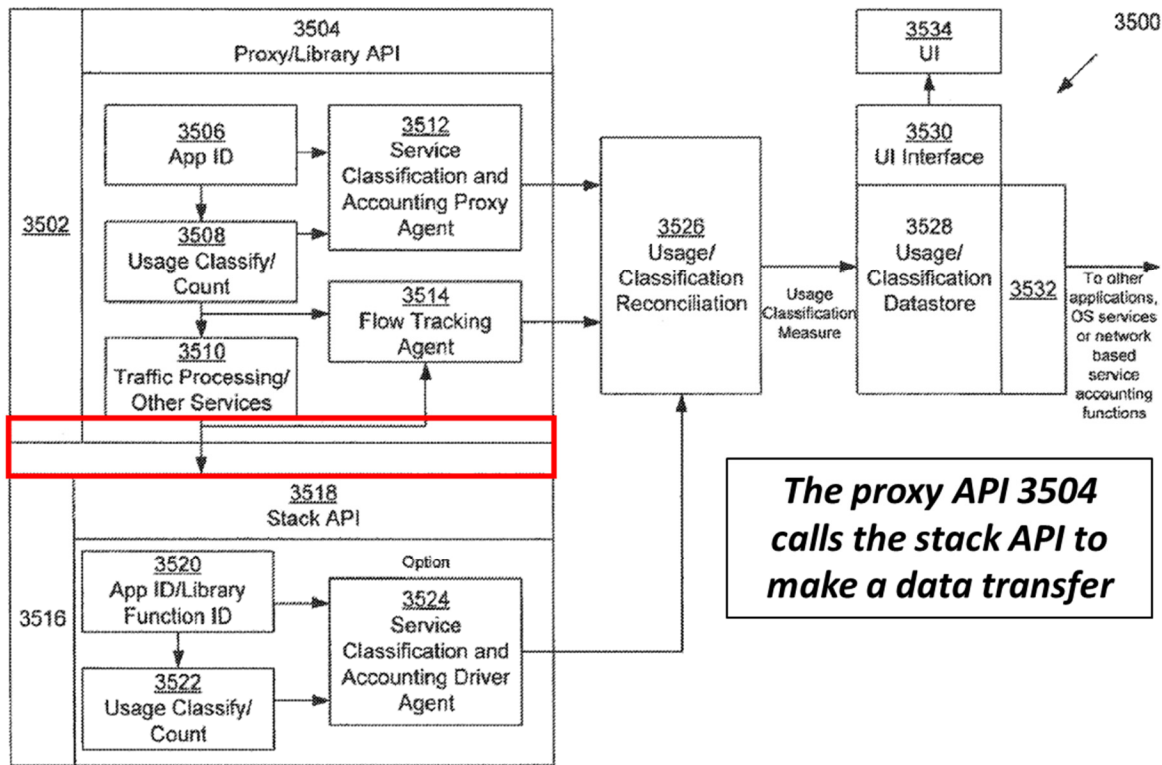 3504
Proxy/Library API
3502
3506
App ID
3512
Service
Classification and
Accounting Proxy
Agent
3508
Usage Classify/
Count
3514
Flow Tracking
Agent
3510
Traffic Processing/
Other Services
3518
Stack API
3516
3520
App ID/Library
Function ID
Option
3524
Service
Classification and
Accounting Driver
Agent
3522
Usage Classify/
Count
3526
Usage/
Classification
Reconciliation
Usage
Classification
Measure
3534
UI
3500
3530
UI Interface
3528
Usage/
Classification
Datastore
3532
To other
applications,
OS services
or network
based
service
accounting
functions
The proxy API 3504
calls the stack API to
make a data transfer